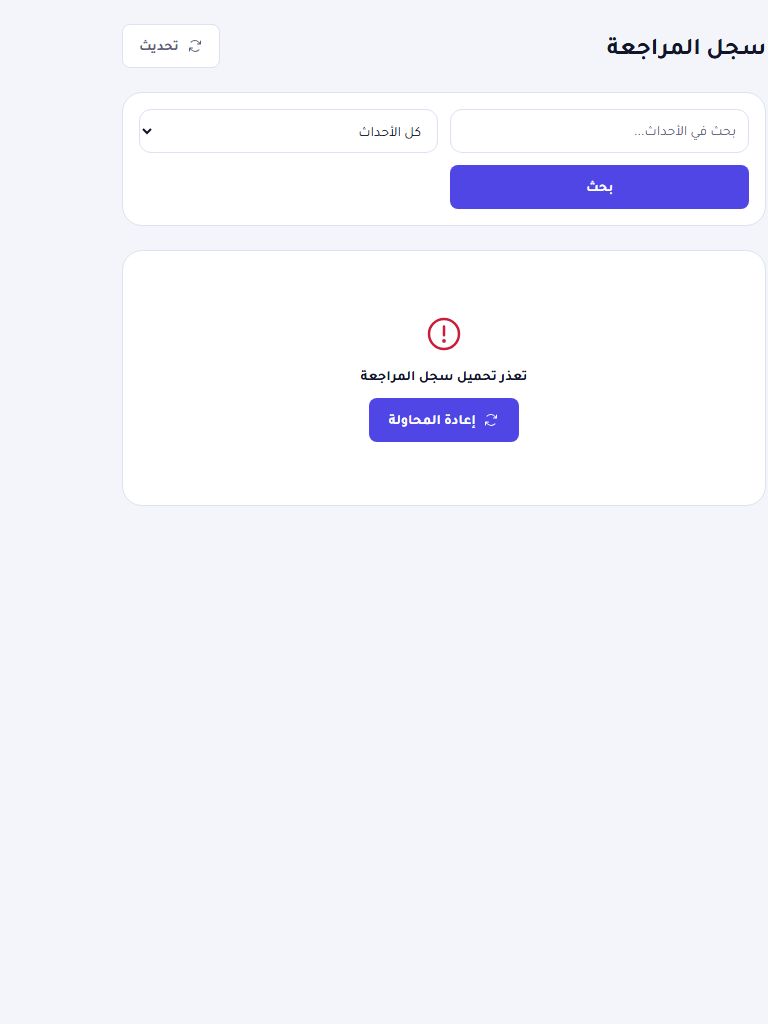 سجل المراجعة
تحديث
بحث في الأحداث...
كل الأحداث
بحث
تعذر تحميل سجل المراجعة
إعادة المحاولة